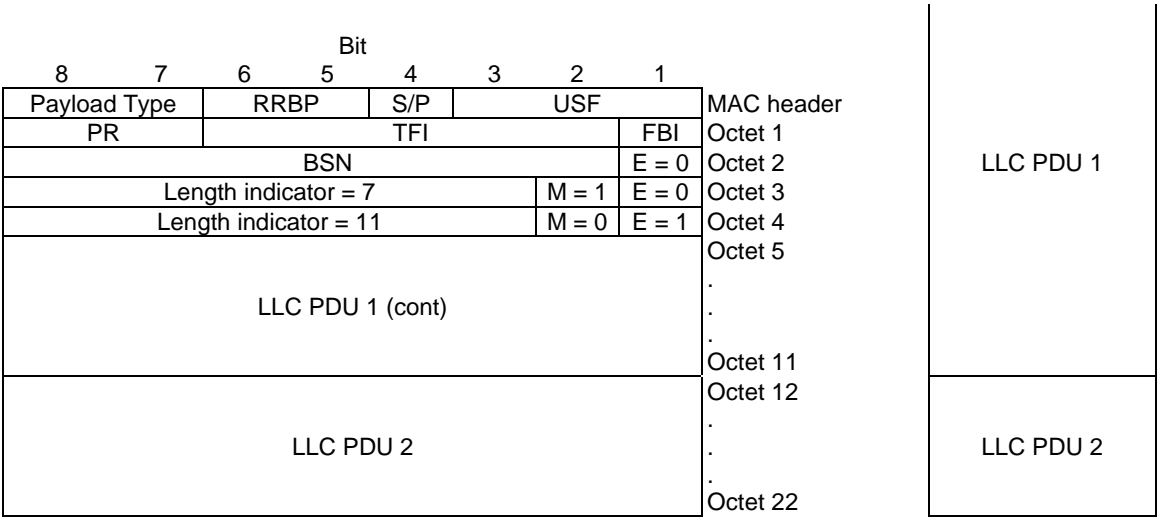 Bit
8 7 6 5 4 3 2 1
Payload Type RRBP S/P USF MAC header
PR TFI FBI Octet 1
BSN E = 0 Octet 2 LLC PDU 1
Length indicator = 7 M = 1 E = 0 Octet 3
Length indicator = 11 M = 0 E = 1 Octet 4
Octet 5
.
LLC PDU 1 (cont) .
.
Octet 11
Octet 12
.
LLC PDU 2 . LLC PDU 2
.
Octet 22